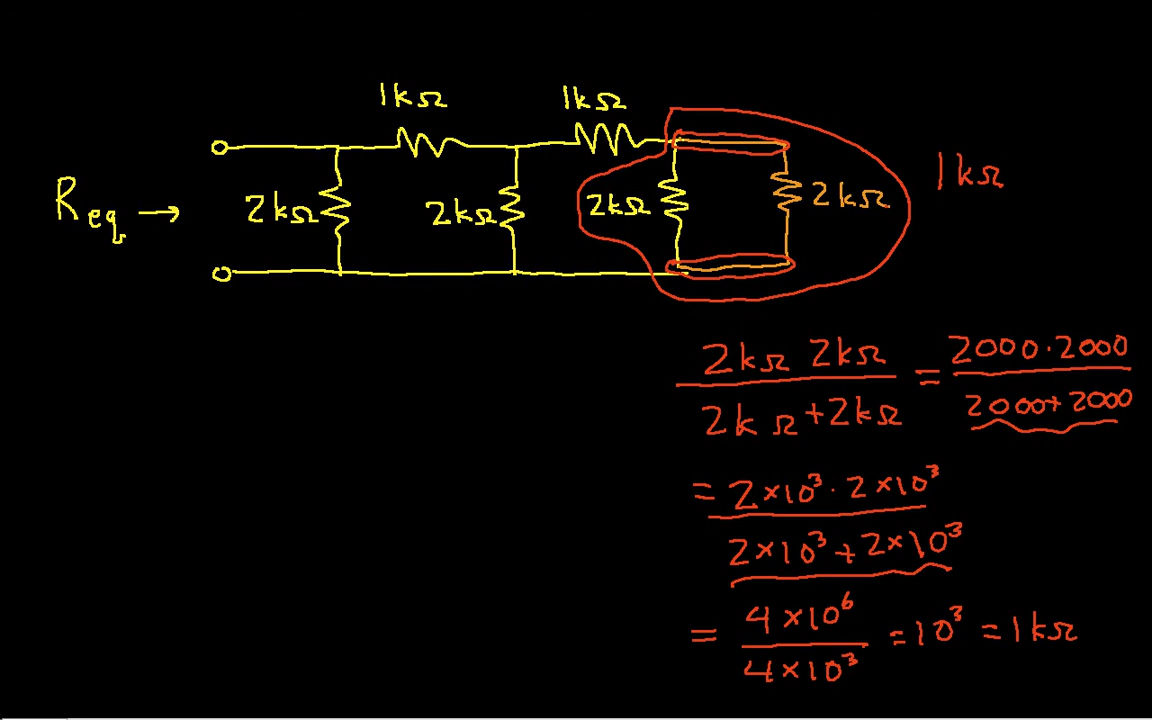 1kΩ 1kΩ
1kΩ
R eq → 2kΩ 2kΩ 2kΩ 2kΩ
2kΩ 2kΩ = 2000·2000
2kΩ+2kΩ 2000+2000
= 2×10³·2×10³
2×10³+2×10³
= 4×10⁶ =10³ =1kΩ
4×10³